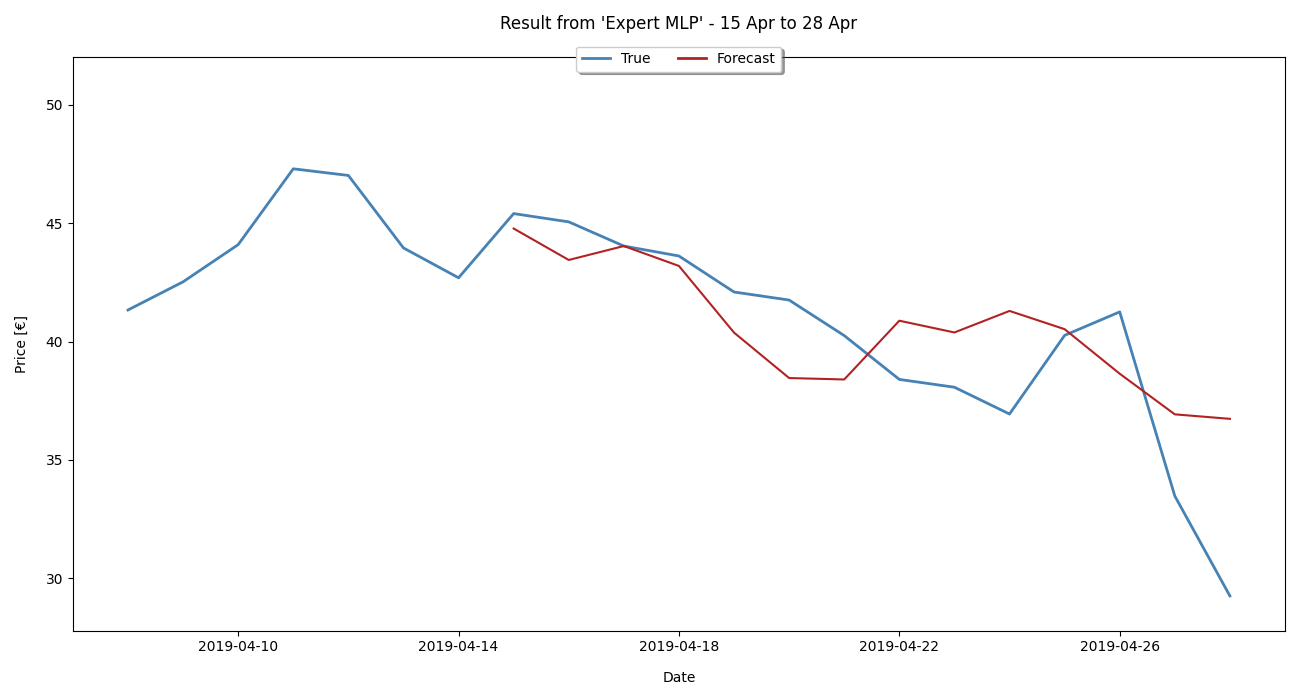 Result from 'Expert MLP' - 15 Apr to 28 Apr
True Forecast
50
45
40
35
30
Price [€]
2019-04-10 2019-04-14 2019-04-18 2019-04-22 2019-04-26
Date